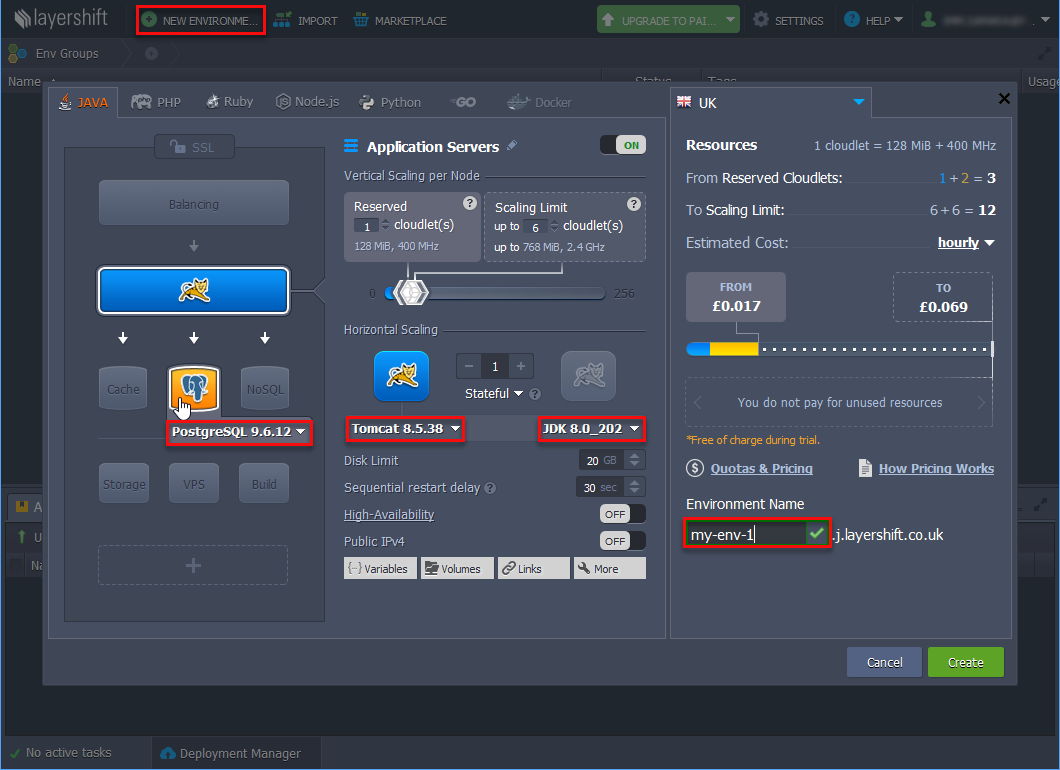 layershift
NEW ENVIRONME...
IMPORT
MARKETPLACE
UPGRADE TO PAI...
SETTINGS
HELP
Env Groups
Name
Status
Tags
Usage
JAVA
PHP
Ruby
Node.js
Python
GO
Docker
UK
SSL
Balancing
Cache
NoSQL
PostgreSQL 9.6.12
Storage
VPS
Build
Application Servers
ON
Vertical Scaling per Node
Reserved
?
1 cloudlet(s)
128 MiB, 400 MHz
Scaling Limit
?
up to 6 cloudlet(s)
up to 768 MiB, 2.4 GHz
0
256
Horizontal Scaling
1
Stateful
?
Tomcat 8.5.38
JDK 8.0_202
Disk Limit
20 GB
Sequential restart delay ?
30 sec
High-Availability
OFF
Public IPv4
OFF
Variables
Volumes
Links
More
Resources
1 cloudlet = 128 MiB + 400 MHz
From Reserved Cloudlets:
1 + 2 = 3
To Scaling Limit:
6 + 6 = 12
Estimated Cost:
hourly
FROM
£0.017
TO
£0.069
You do not pay for unused resources
*Free of charge during trial.
Quotas & Pricing
How Pricing Works
Environment Name
my-env-1
.j.layershift.co.uk
Cancel
Create
No active tasks
Deployment Manager